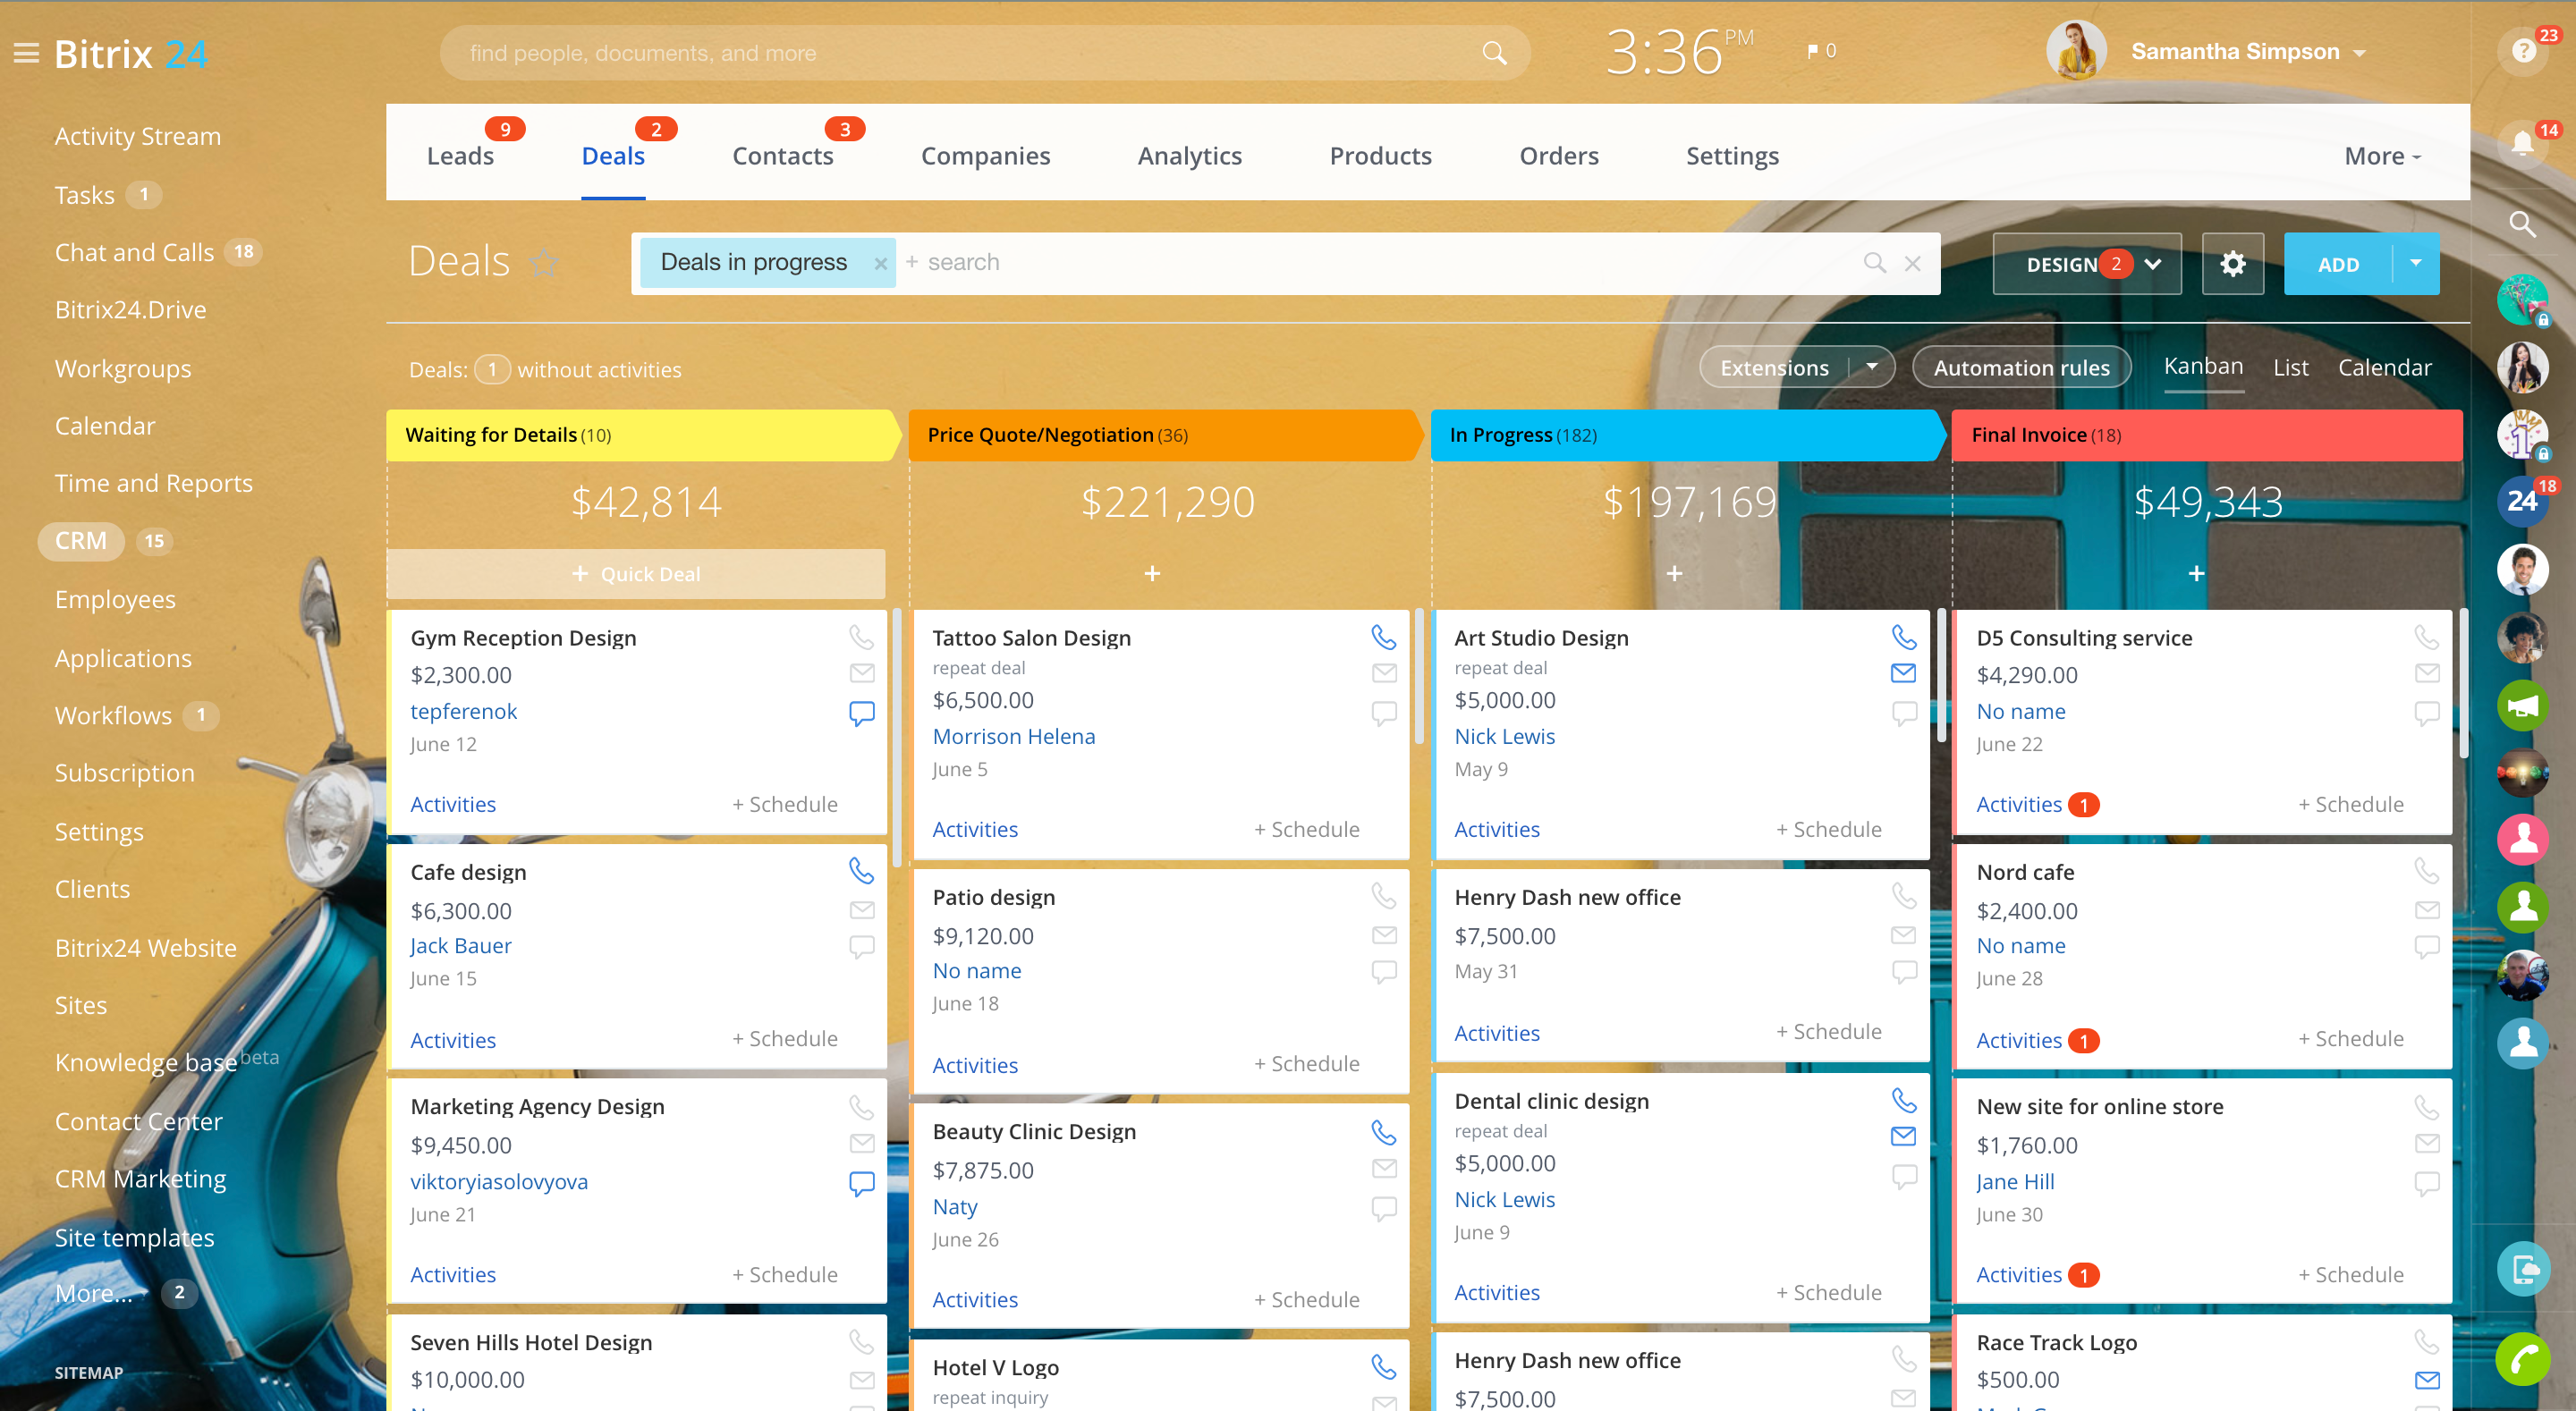 Bitrix 24
find people, documents, and more
3:36 PM
0
Samantha Simpson
23
14
18
24
Activity Stream
Tasks 1
Chat and Calls 18
Bitrix24.Drive
Workgroups
Calendar
Time and Reports
CRM 15
Employees
Applications
Workflows 1
Subscription
Settings
Clients
Bitrix24 Website
Sites
Knowledge base beta
Contact Center
CRM Marketing
Site templates
More... 2
SITEMAP
Leads 9
Deals 2
Contacts 3
Companies
Analytics
Products
Orders
Settings
More
Deals
Deals in progress × + search
DESIGN 2
ADD
Deals: 1 without activities
Extensions
Automation rules
Kanban
List
Calendar
Waiting for Details (10)
$42,814
+ Quick Deal
Gym Reception Design
$2,300.00
tepferenok
June 12
Activities + Schedule
Cafe design
$6,300.00
Jack Bauer
June 15
Activities + Schedule
Marketing Agency Design
$9,450.00
viktoryiasolovyova
June 21
Activities + Schedule
Seven Hills Hotel Design
$10,000.00
Price Quote/Negotiation (36)
$221,290
+
Tattoo Salon Design
repeat deal
$6,500.00
Morrison Helena
June 5
Activities + Schedule
Patio design
$9,120.00
No name
June 18
Activities + Schedule
Beauty Clinic Design
$7,875.00
Naty
June 26
Activities + Schedule
Hotel V Logo
repeat inquiry
In Progress (182)
$197,169
+
Art Studio Design
repeat deal
$5,000.00
Nick Lewis
May 9
Activities + Schedule
Henry Dash new office
$7,500.00
May 31
Activities + Schedule
Dental clinic design
repeat deal
$5,000.00
Nick Lewis
June 9
Activities + Schedule
Henry Dash new office
$7,500.00
Final Invoice (18)
$49,343
+
D5 Consulting service
$4,290.00
No name
June 22
Activities 1 + Schedule
Nord cafe
$2,400.00
No name
June 28
Activities 1 + Schedule
New site for online store
$1,760.00
Jane Hill
June 30
Activities 1 + Schedule
Race Track Logo
$500.00